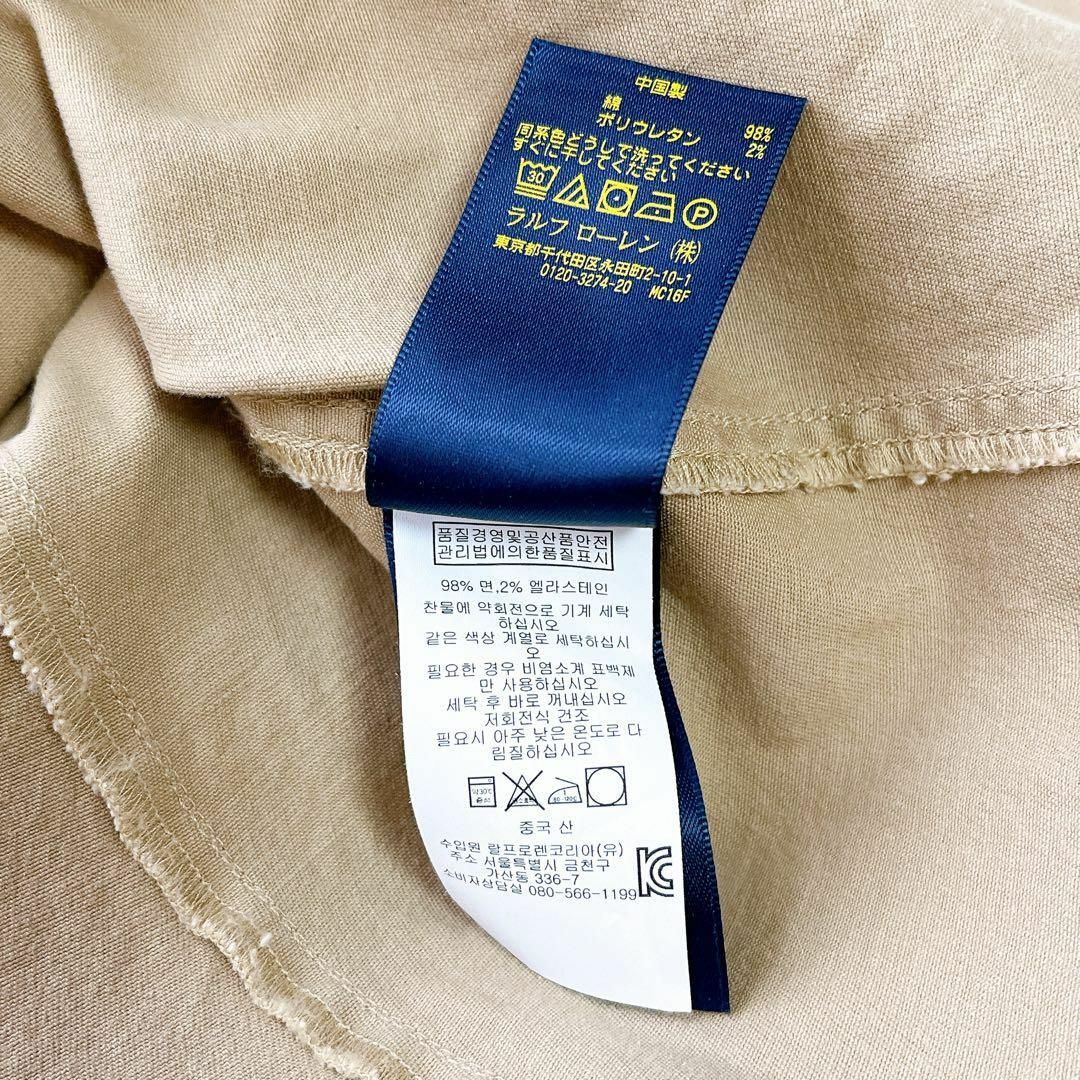 中国製
綿 98%
ポリウレタン 2%
同系色どうしで洗ってください
すぐに干してください
30
P
ラルフ ローレン (株)
東京都千代田区永田町2-10-1
0120-3274-20 MC16F
품질경영및공산품안전
관리법에의한품질표시
98% 면,2% 엘라스테인
찬물에 약회전으로 기계 세탁
하십시오
같은 색상 계열로 세탁하십시
오
필요한 경우 비염소계 표백제
만 사용하십시오
세탁 후 바로 꺼내십시오
저회전식 건조
필요시 아주 낮은 온도로 다
림질하십시오
약30℃
중성
80-120℃
중국 산
수입원 랄프로렌코리아(유)
주소 서울특별시 금천구
가산동 336-7
소비자상담실 080-566-1199